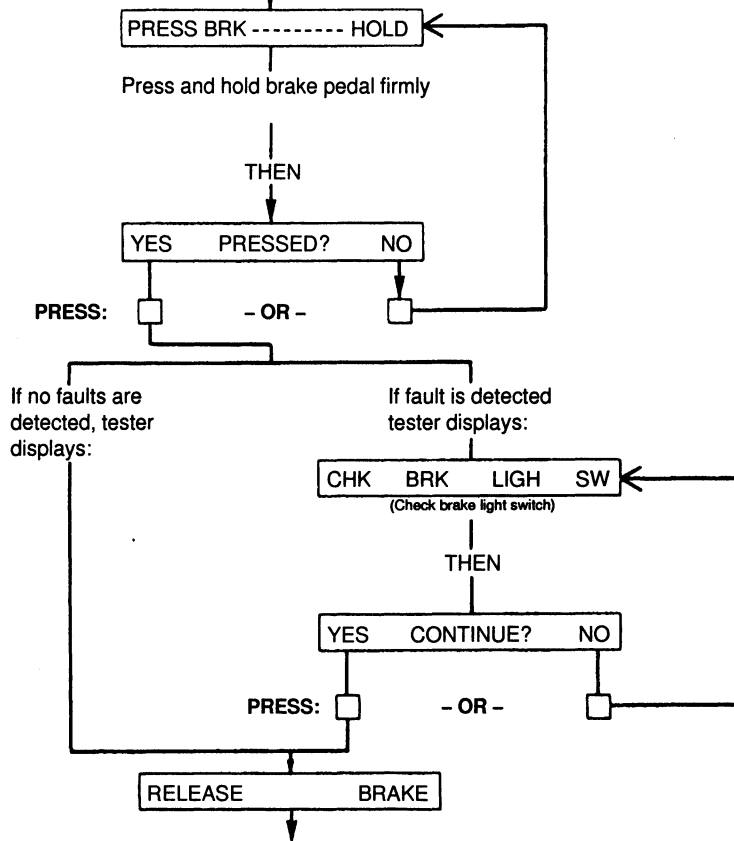 PRESS BRK --------- HOLD
Press and hold brake pedal firmly
THEN
YES PRESSED? NO
PRESS: – OR –
If no faults are
detected, tester
displays:
If fault is detected
tester displays:
CHK BRK LIGH SW
(Check brake light switch)
THEN
YES CONTINUE? NO
PRESS: – OR –
RELEASE BRAKE